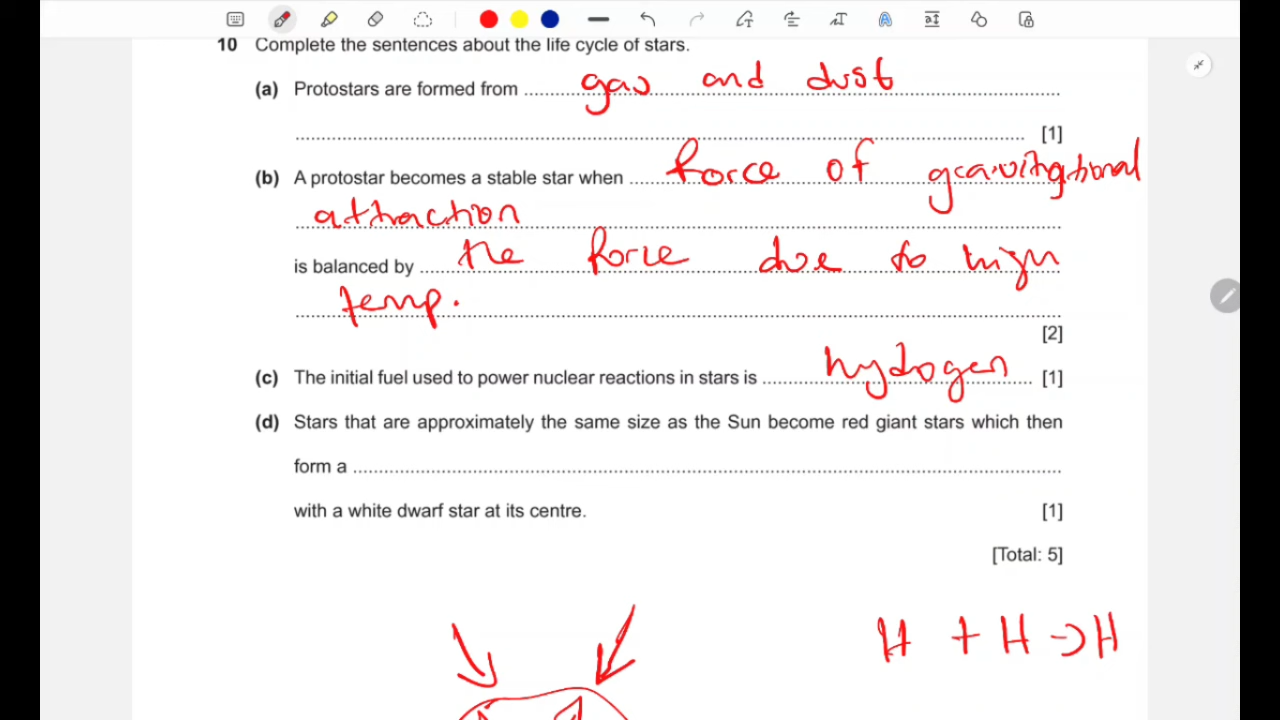 10 Complete the sentences about the life cycle of stars.
(a) Protostars are formed from gas and dust
[1]
(b) A protostar becomes a stable star when force of gravitational
attraction
is balanced by the force due to high
temp.
[2]
(c) The initial fuel used to power nuclear reactions in stars is hydrogen [1]
(d) Stars that are approximately the same size as the Sun become red giant stars which then
form a
with a white dwarf star at its centre. [1]
[Total: 5]
H + H → H